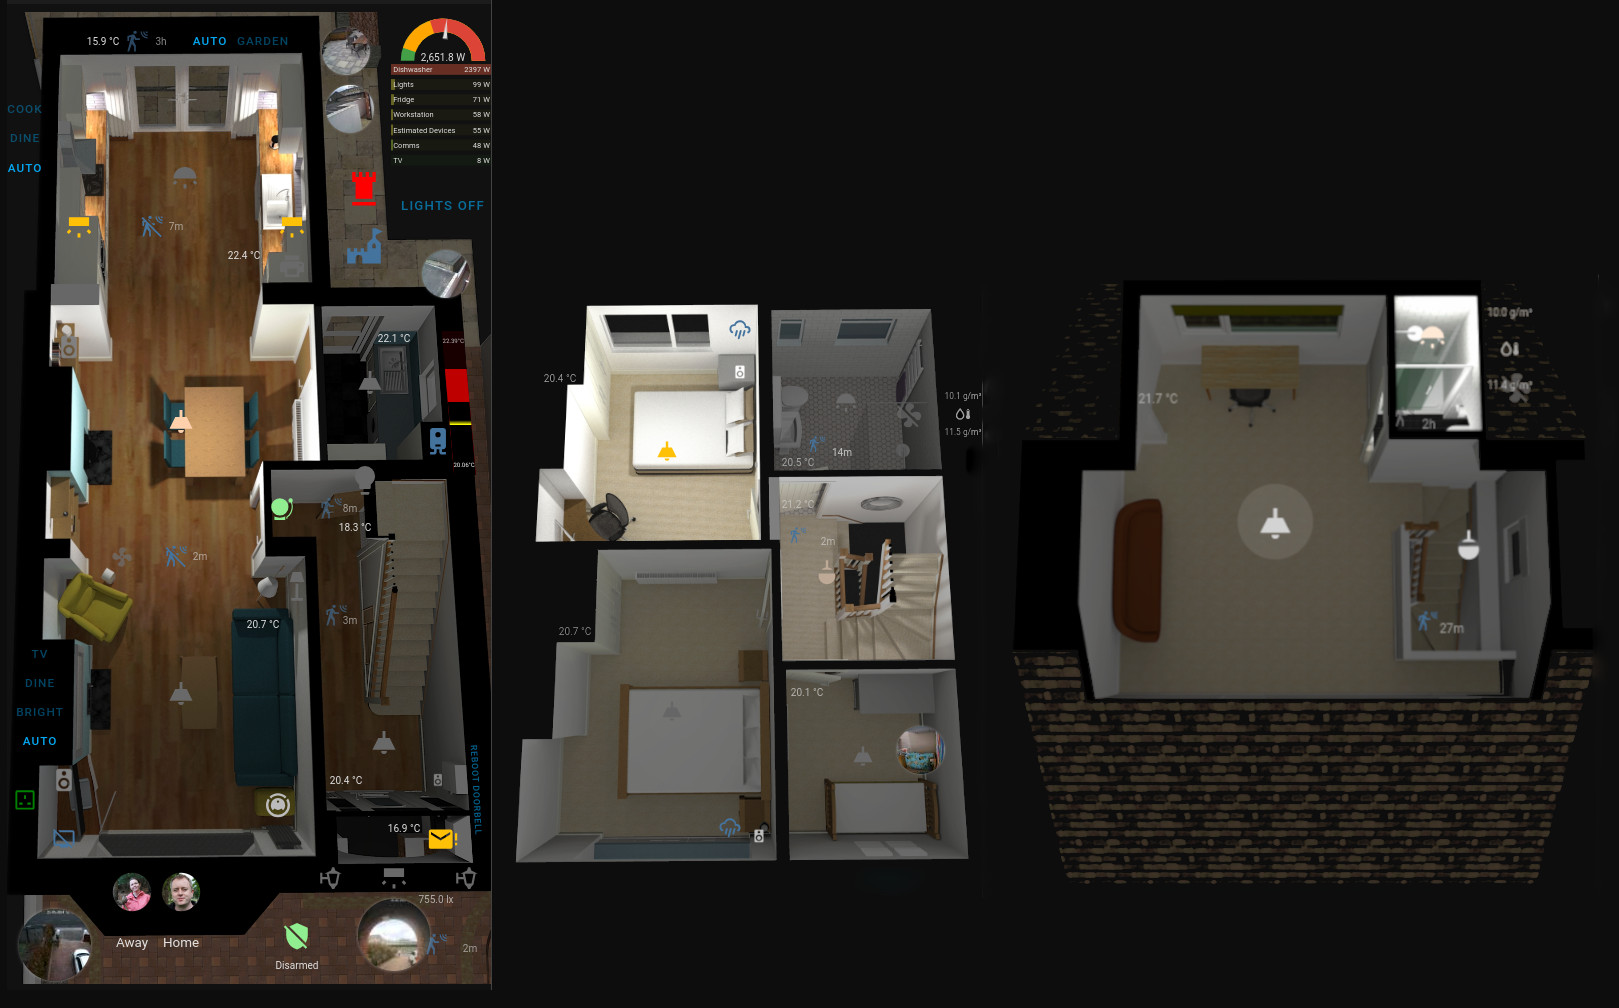 15.9 °C
3h
AUTO
GARDEN
2,651.8 W
Dishwasher 2397 W
Lights 99 W
Fridge 71 W
Workstation 58 W
Estimated Devices 55 W
Comms 48 W
TV 8 W
COOK
DINE
AUTO
LIGHTS OFF
7m
22.4 °C
22.1 °C
22.39°C
20.06°C
8m
18.3 °C
2m
3m
20.7 °C
TV
DINE
BRIGHT
AUTO
20.4 °C
REBOOT DOORBELL
16.9 °C
755.0 lx
Away
Home
Disarmed
2m
20.4 °C
20.5 °C
14m
10.1 g/m³
11.5 g/m³
21.2 °C
2m
20.7 °C
20.1 °C
21.7 °C
2h
10.0 g/m³
11.4 g/m³
27m